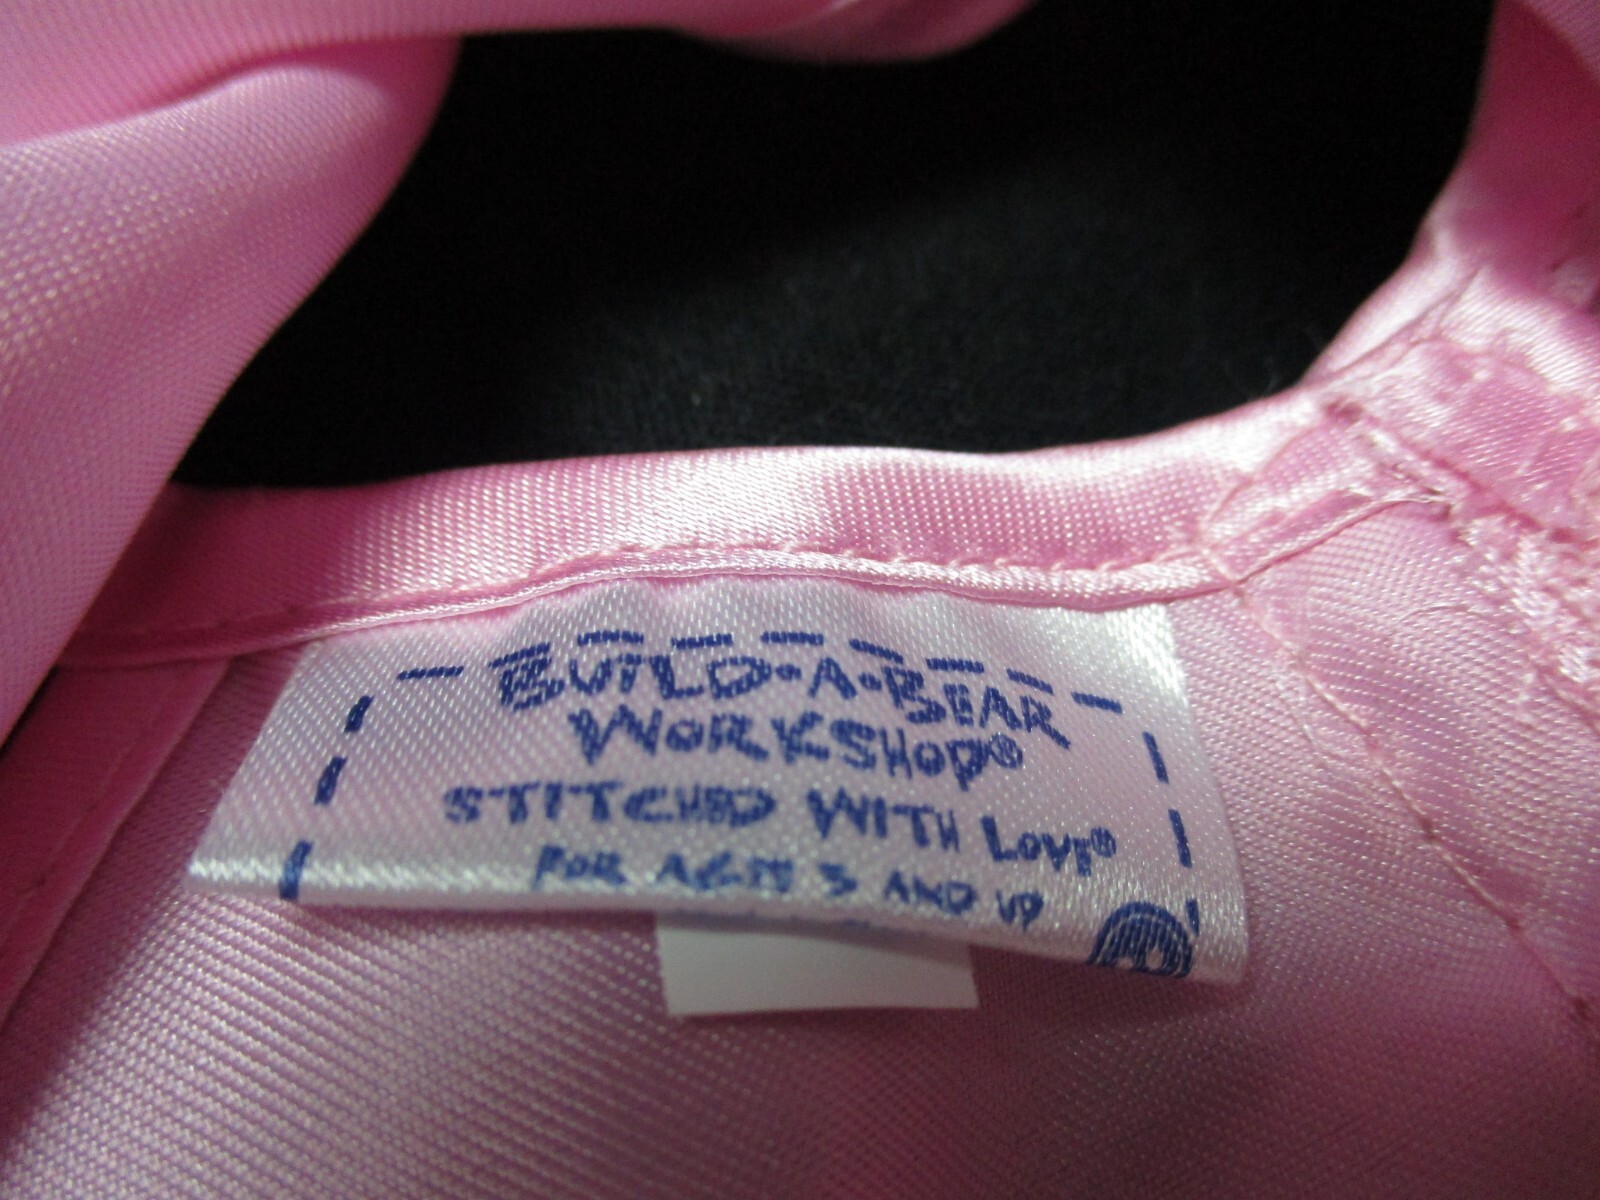 BUILD-A-BEAR
WORKSHOP®
STITCHED WITH LOVE®
FOR AGES 3 AND UP